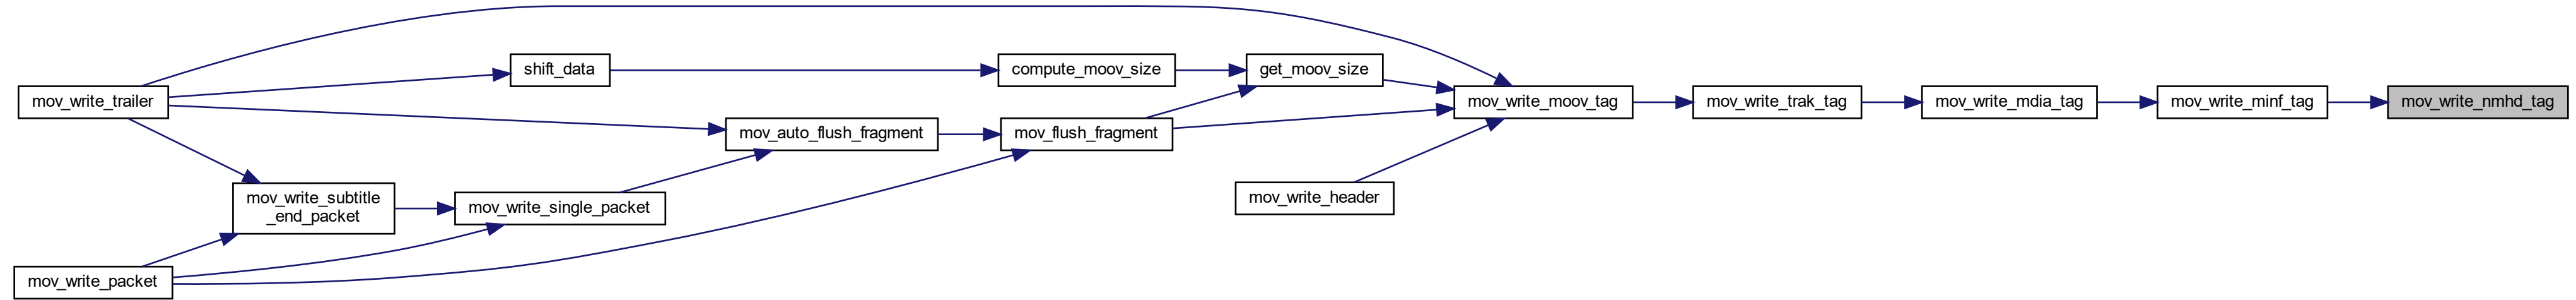 mov_write_trailer
shift_data
compute_moov_size
get_moov_size
mov_write_moov_tag
mov_write_trak_tag
mov_write_mdia_tag
mov_write_minf_tag
mov_write_nmhd_tag
mov_auto_flush_fragment
mov_flush_fragment
mov_write_subtitle
_end_packet
mov_write_single_packet
mov_write_header
mov_write_packet